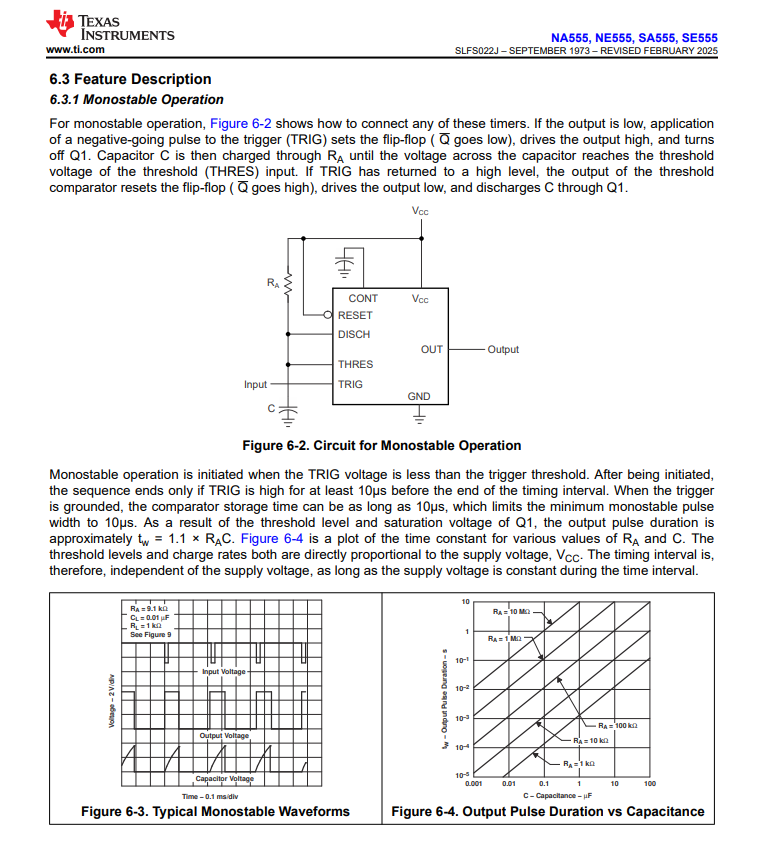 TEXAS
INSTRUMENTS
www.ti.com
NA555, NE555, SA555, SE555
SLFS022J – SEPTEMBER 1973 – REVISED FEBRUARY 2025
6.3 Feature Description
6.3.1 Monostable Operation
For monostable operation, Figure 6-2 shows how to connect any of these timers. If the output is low, application
of a negative-going pulse to the trigger (TRIG) sets the flip-flop ( Q̅ goes low), drives the output high, and turns
off Q1. Capacitor C is then charged through RA until the voltage across the capacitor reaches the threshold
voltage of the threshold (THRES) input. If TRIG has returned to a high level, the output of the threshold
comparator resets the flip-flop ( Q̅ goes high), drives the output low, and discharges C through Q1.
VCC
RA
CONT
VCC
RESET
DISCH
OUT
Output
THRES
Input
TRIG
GND
C
Figure 6-2. Circuit for Monostable Operation
Monostable operation is initiated when the TRIG voltage is less than the trigger threshold. After being initiated,
the sequence ends only if TRIG is high for at least 10μs before the end of the timing interval. When the trigger
is grounded, the comparator storage time can be as long as 10μs, which limits the minimum monostable pulse
width to 10μs. As a result of the threshold level and saturation voltage of Q1, the output pulse duration is
approximately tw = 1.1 × RAC. Figure 6-4 is a plot of the time constant for various values of RA and C. The
threshold levels and charge rates both are directly proportional to the supply voltage, VCC. The timing interval is,
therefore, independent of the supply voltage, as long as the supply voltage is constant during the time interval.
RA = 9.1 kΩ
CL = 0.01 μF
RL = 1 kΩ
See Figure 9
Voltage – 2 V/div
Input Voltage
Output Voltage
Capacitor Voltage
Time – 0.1 ms/div
Figure 6-3. Typical Monostable Waveforms
tw – Output Pulse Duration – s
10
1
10–1
10–2
10–3
10–4
10–5
RA = 10 MΩ
RA = 1 MΩ
RA = 100 kΩ
RA = 10 kΩ
RA = 1 kΩ
0.001
0.01
0.1
1
10
100
C – Capacitance – μF
Figure 6-4. Output Pulse Duration vs Capacitance